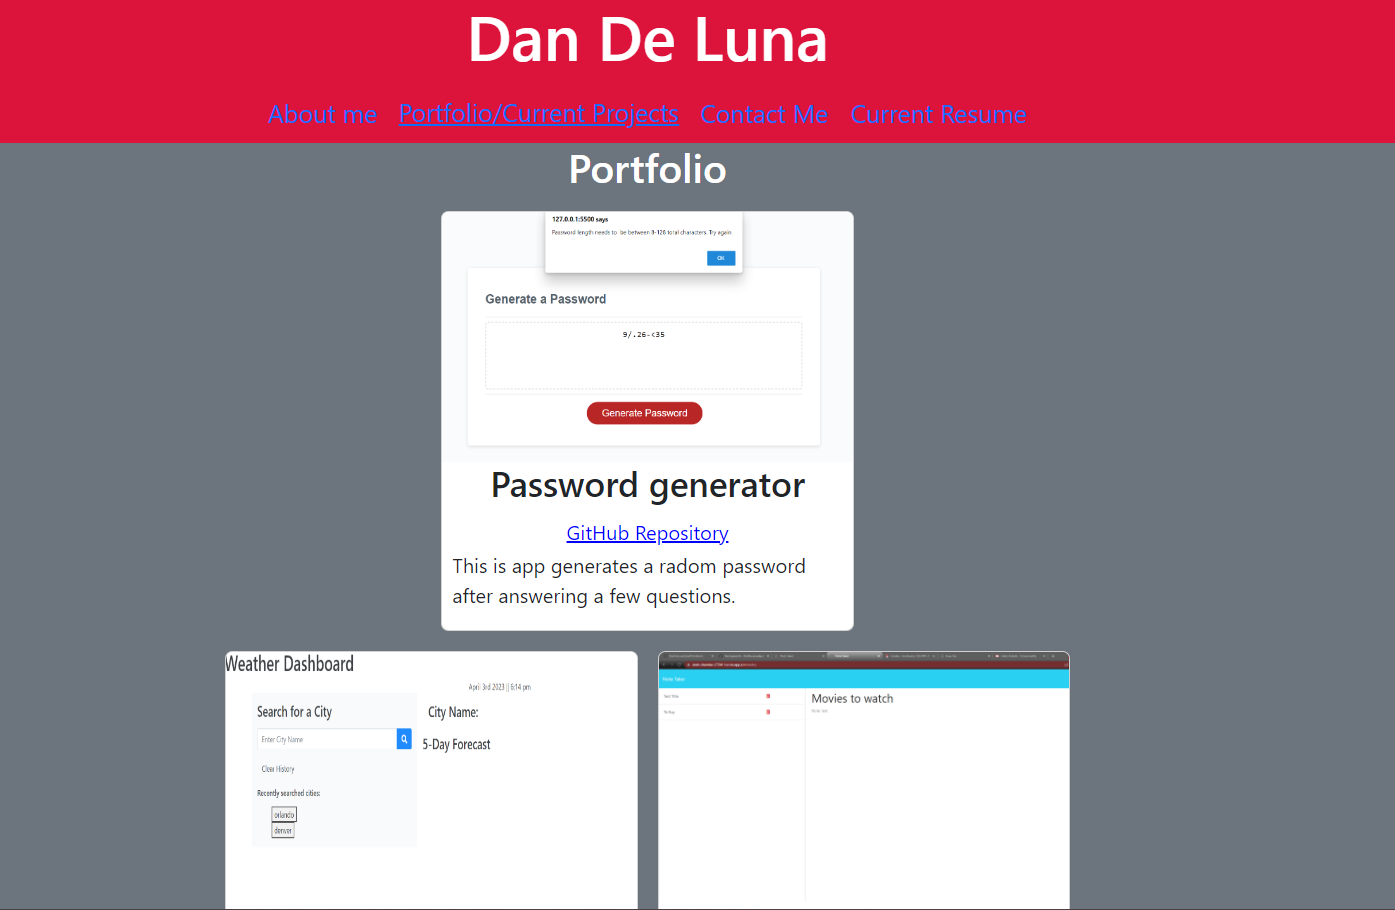 Dan De Luna
About me Portfolio/Current Projects Contact Me Current Resume
Portfolio
127.0.0.1:5500 says
Password length needs to be between 8-126 total characters. Try again
OK
Generate a Password
9/.26-<35
Generate Password
Password generator
GitHub Repository
This is app generates a radom password
after answering a few questions.
Weather Dashboard
April 3rd 2023 || 6:14 pm
Search for a City
City Name:
Enter City Name
5-Day Forecast
Clear History
Recently searched cities:
orlando
denver
Note Taker
Test Title
Movies to watch